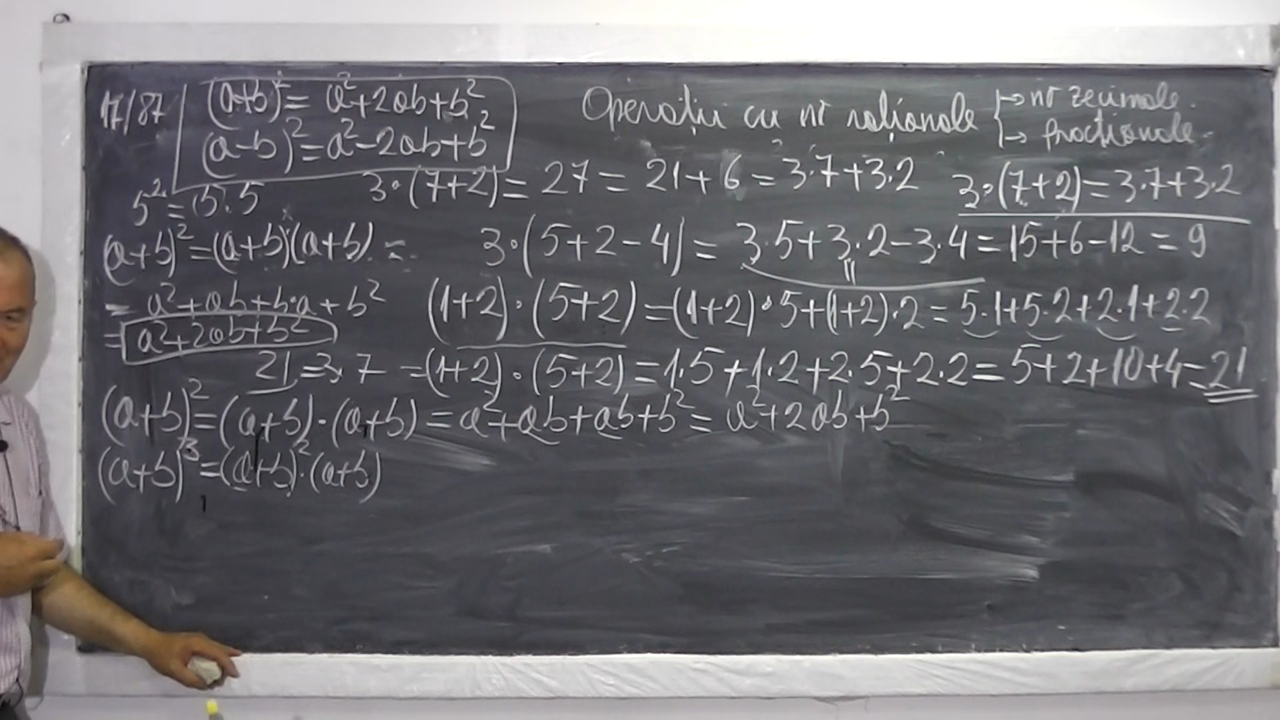 17/87 (a+b)²= a²+2ab+b²
(a-b)²=a²-2ab+b²
Operații cu nr raționale → nr zecimale.
→ fracționale.
5²=5.5
3·(7+2)= 27= 21+6=3·7+3·2
3·(7+2)=3·7+3·2
(a+b)²=(a+b)(a+b)=
3·(5+2-4)= 3·5+3·2-3·4=15+6-12=9
= a²+ab+b·a+b²
(1+2)·(5+2)=(1+2)·5+(1+2)·2= 5·1+5·2+2·1+2·2
= a²+2ab+b²
21=3·7 =(1+2)·(5+2)=1·5+1·2+2·5+2·2=5+2+10+4=21
(a+b)²=(a+b)·(a+b)=a²+ab+ab+b²= a²+2ab+b²
(a+b)³=(a+b)²·(a+b)